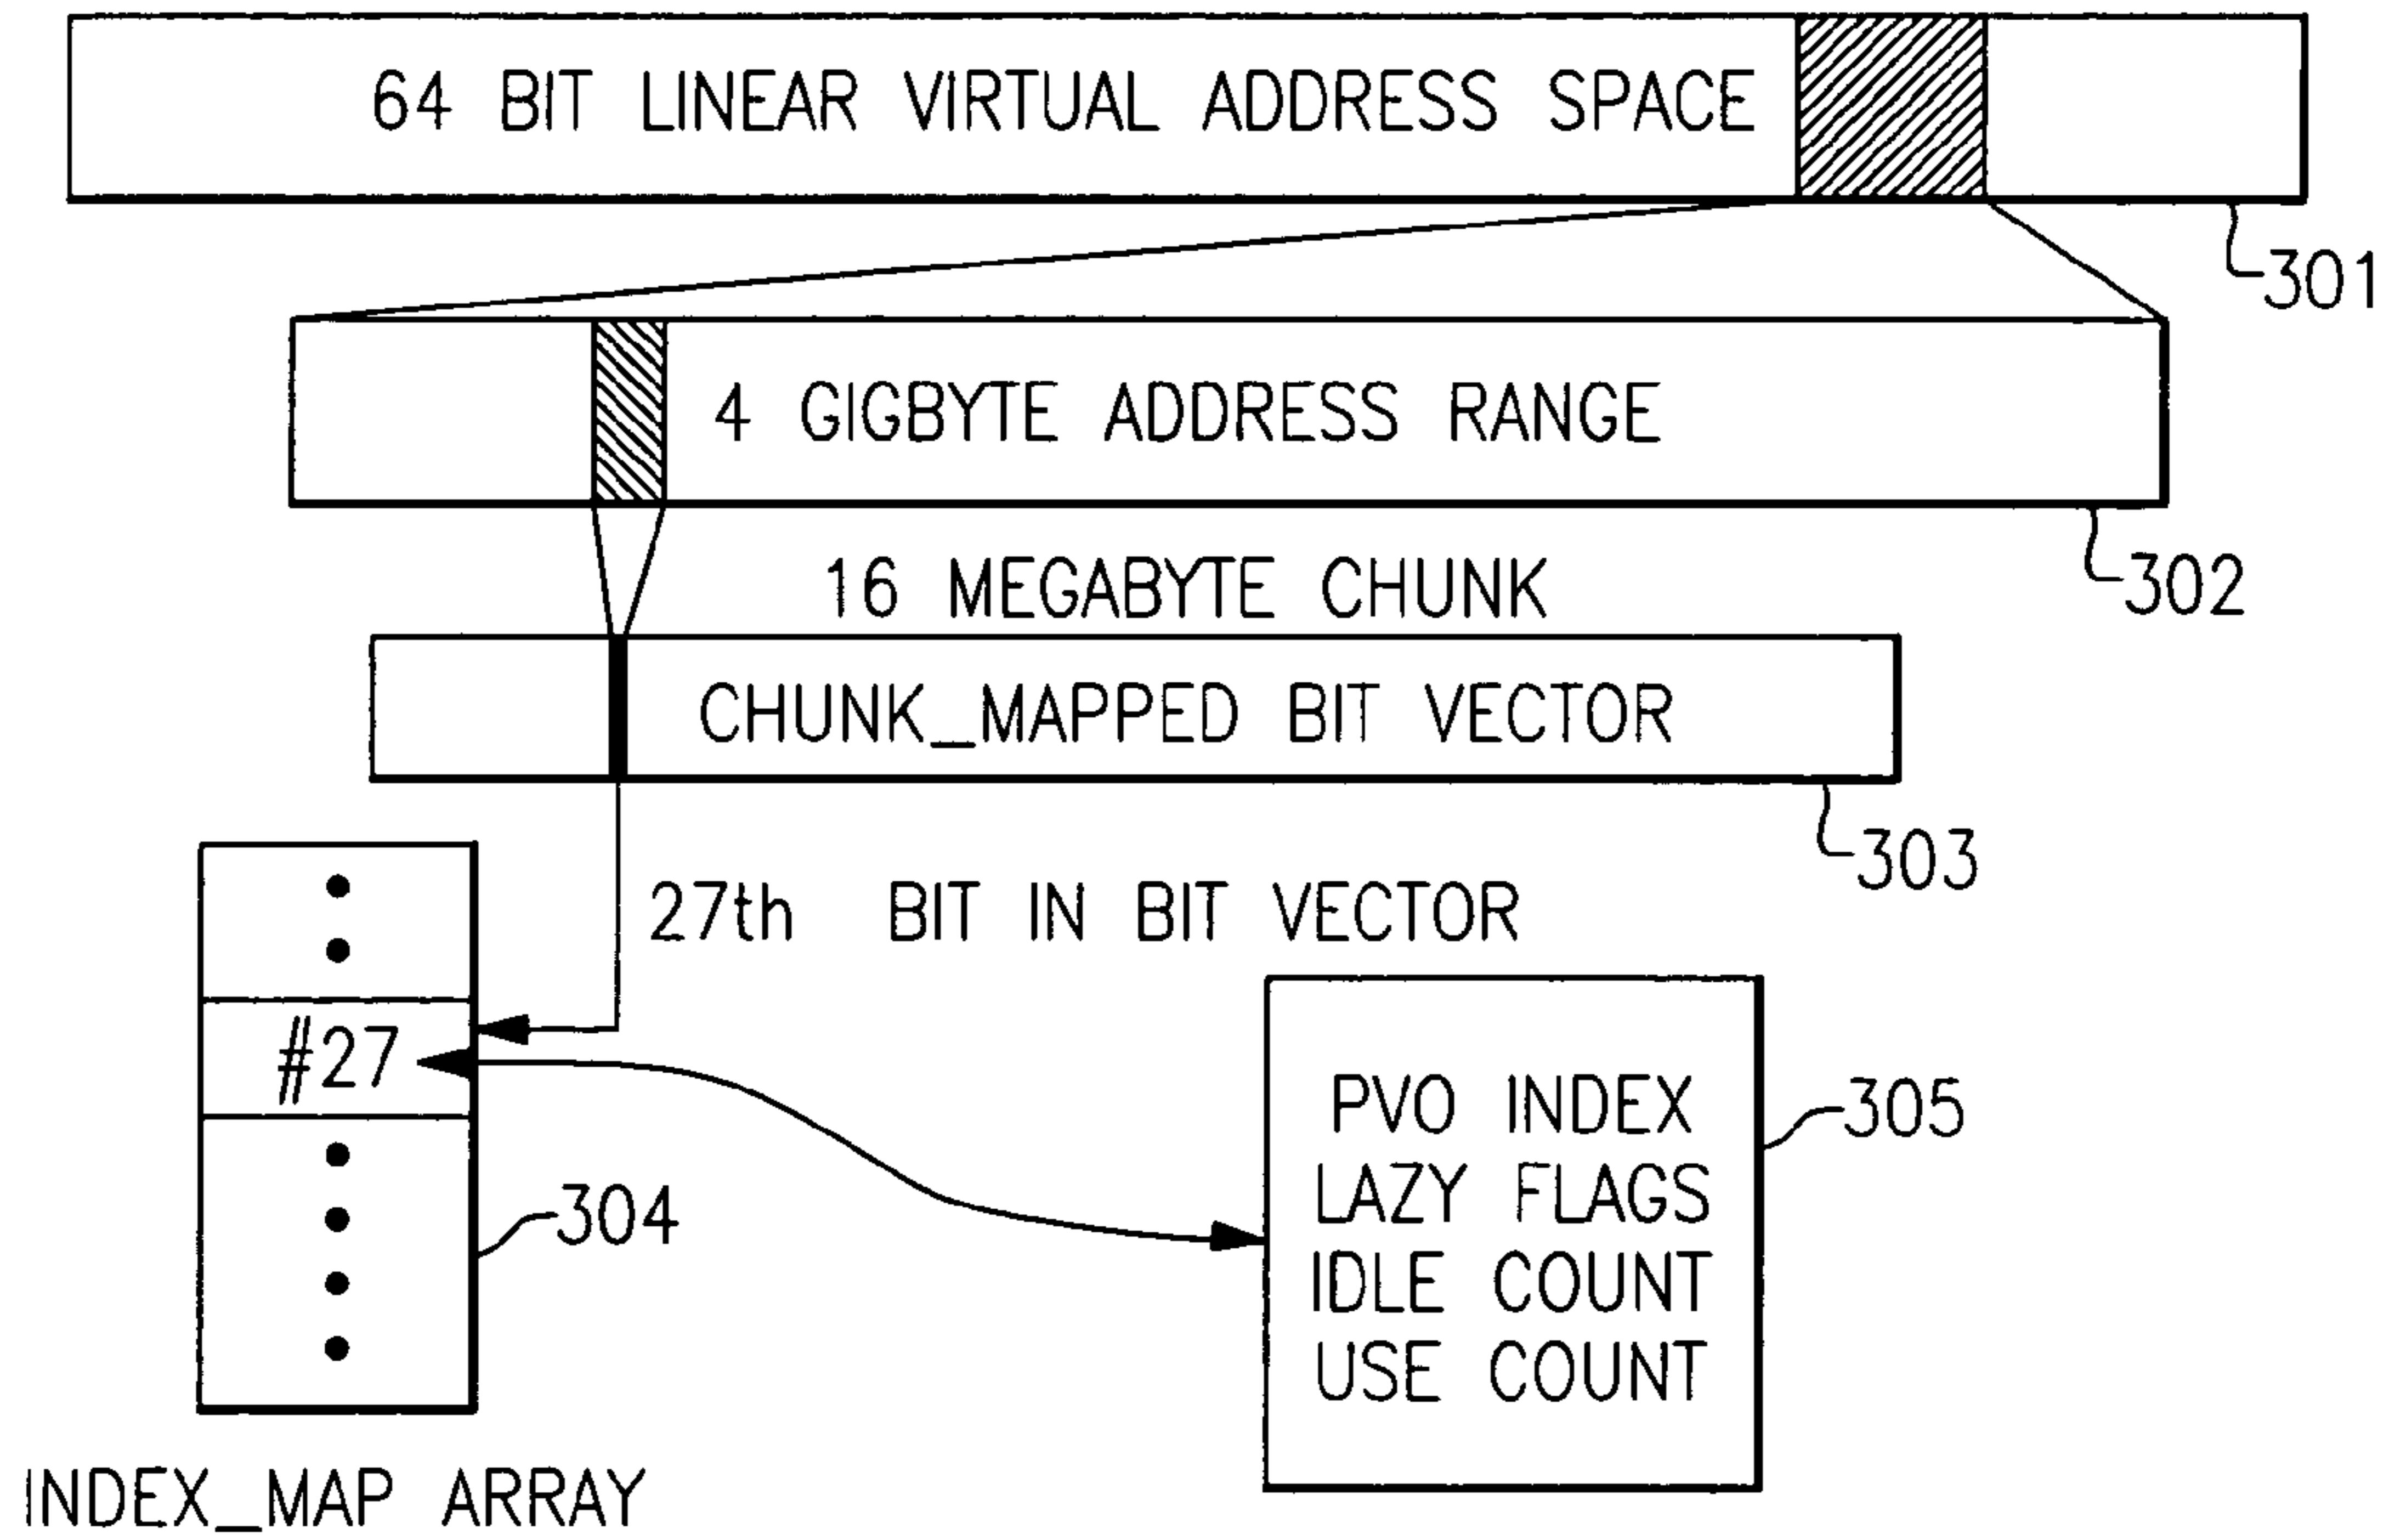 64 BIT LINEAR VIRTUAL ADDRESS SPACE
301
4 GIGBYTE ADDRESS RANGE
302
16 MEGABYTE CHUNK
CHUNK_MAPPED BIT VECTOR
303
27th BIT IN BIT VECTOR
#27
304
PVO INDEX
LAZY FLAGS
IDLE COUNT
USE COUNT
305
INDEX_MAP ARRAY